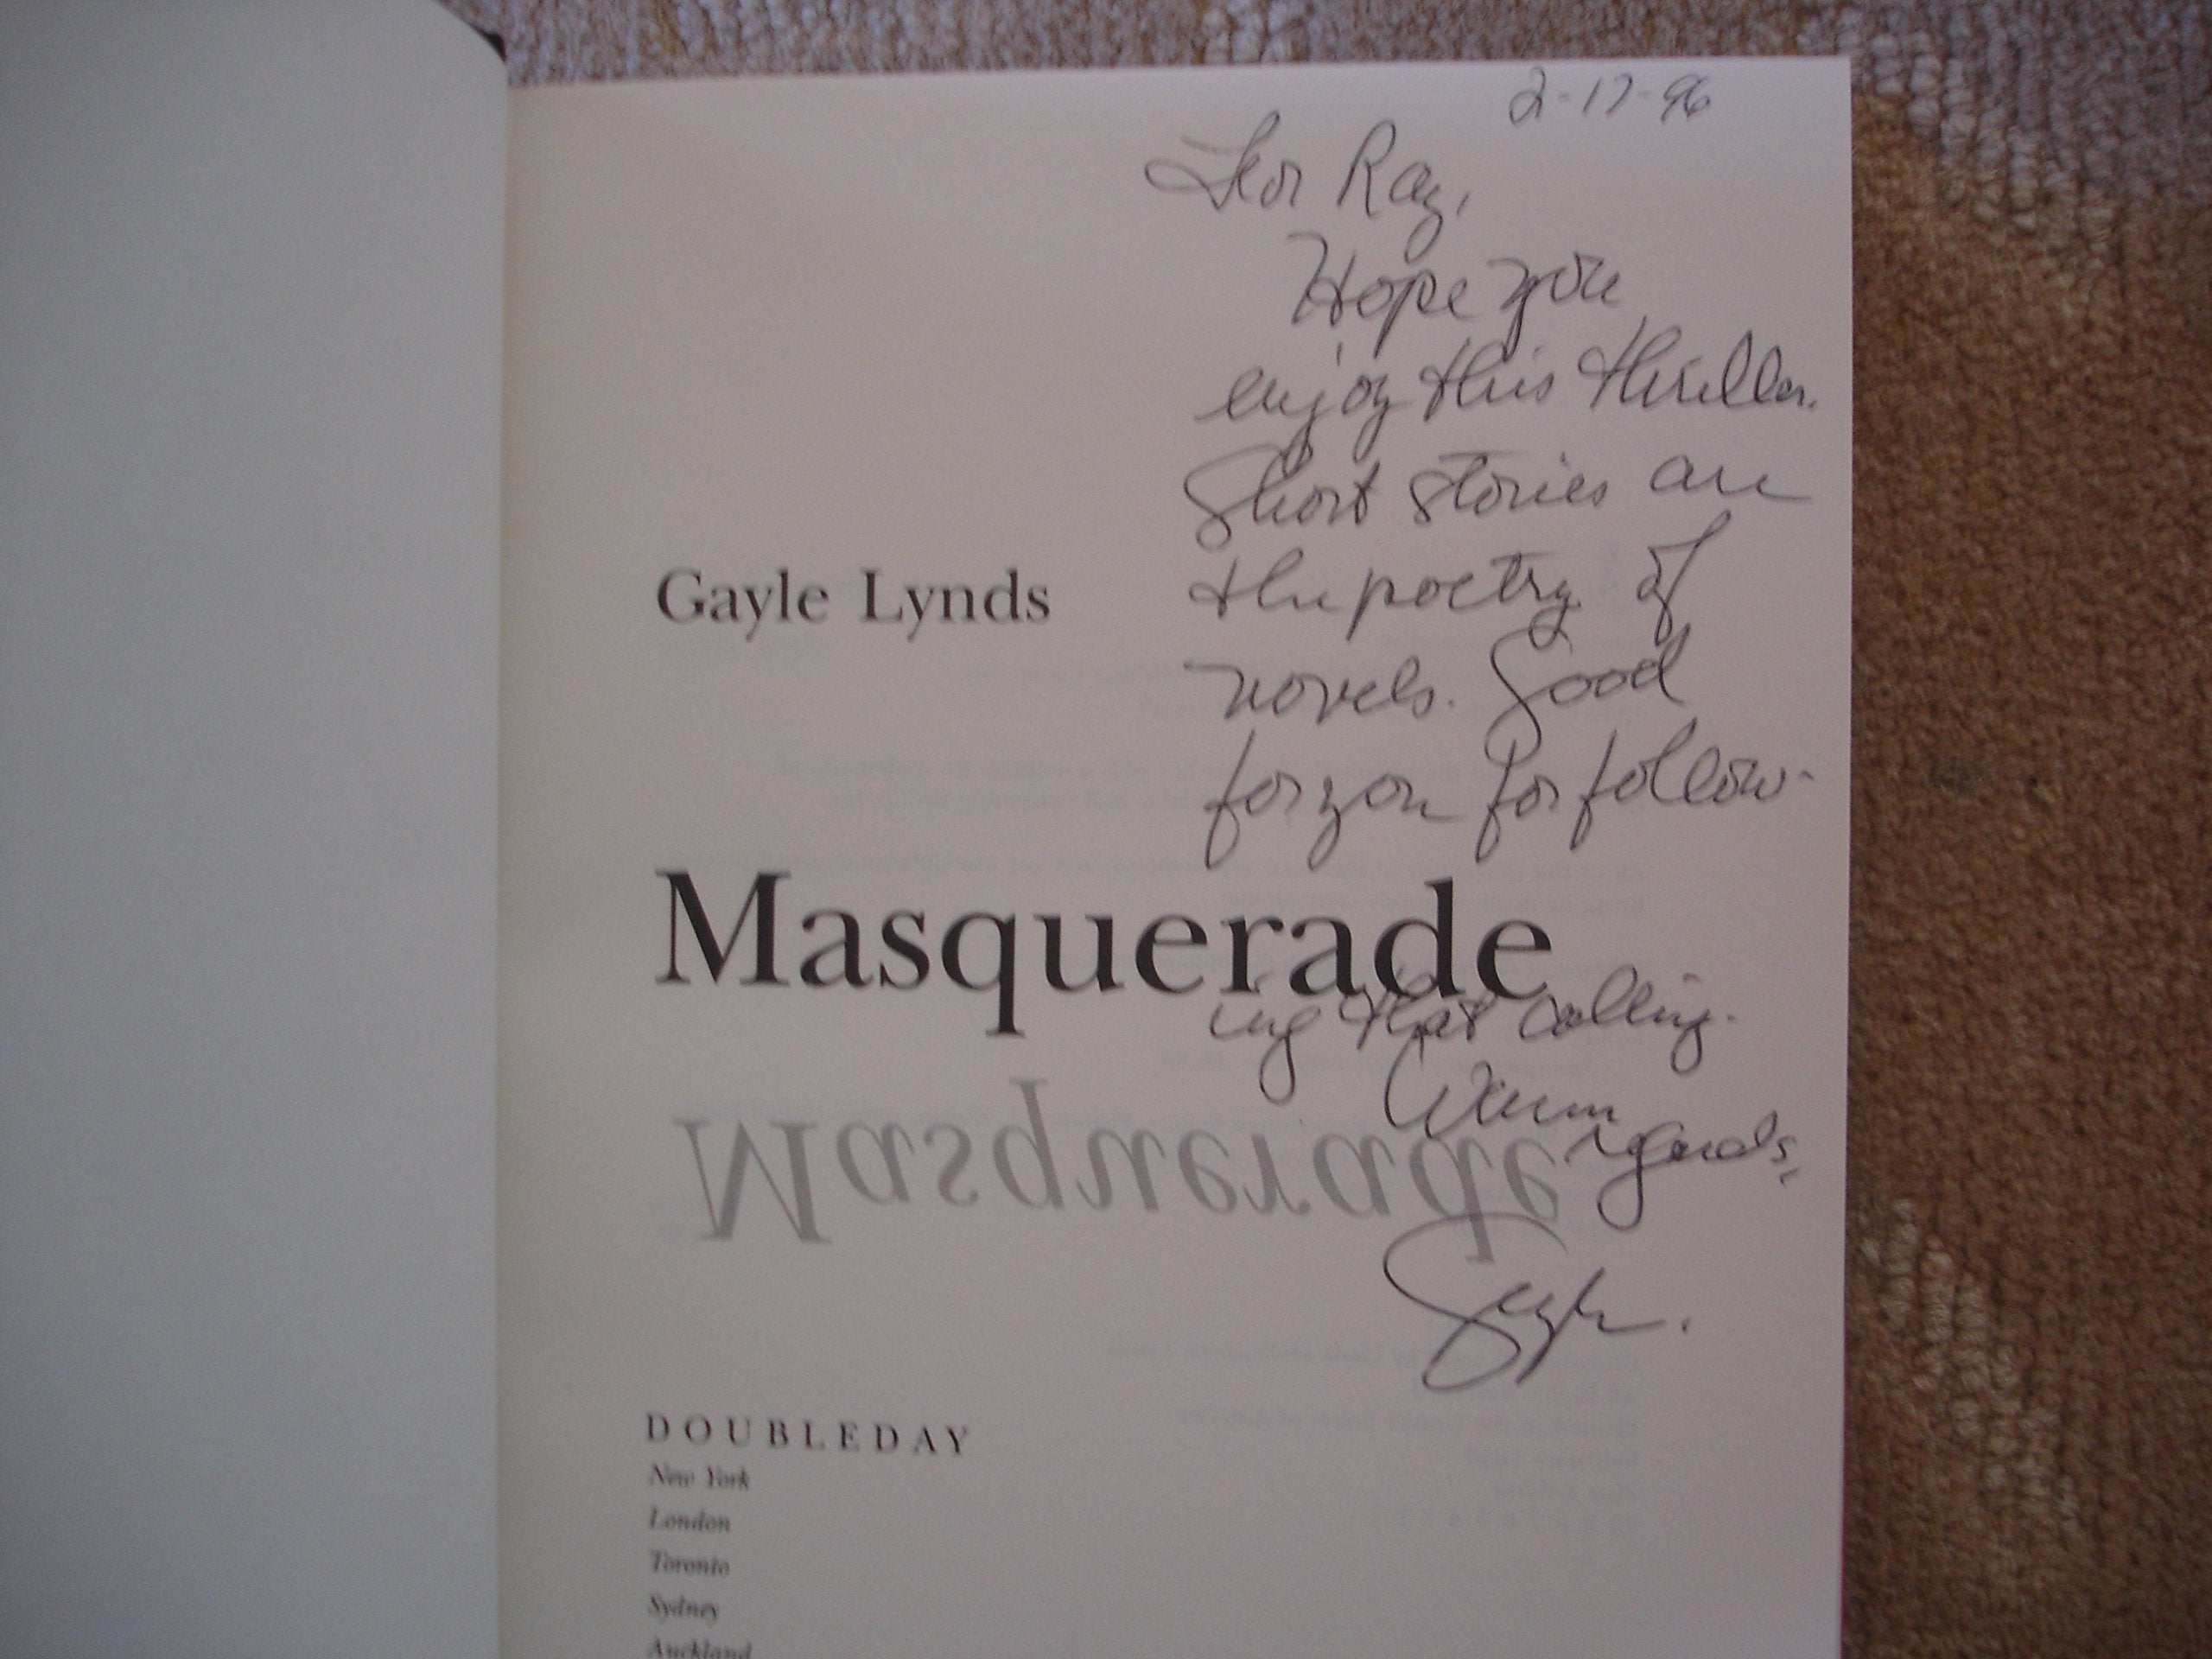 2-17-96
For Ray,
Hope you
enjoy this thriller.
Short stories are
the poetry of
novels. Good
for you for follow-
ing that calling.
Warm
regards,
Gayle.
Gayle Lynds
Masquerade
Masquerade
DOUBLEDAY
New York
London
Toronto
Sydney
Auckland